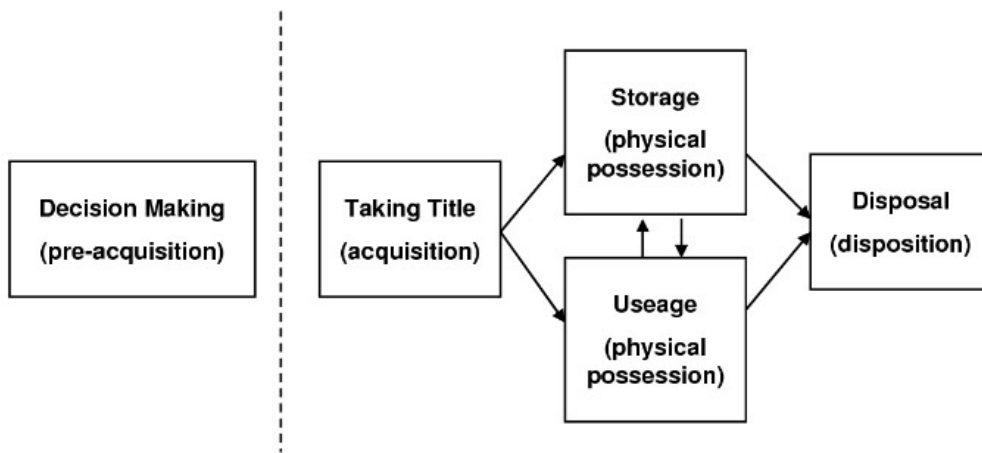 Decision Making
(pre-acquisition)
Taking Title
(acquisition)
Storage
(physical
possession)
Useage
(physical
possession)
Disposal
(disposition)